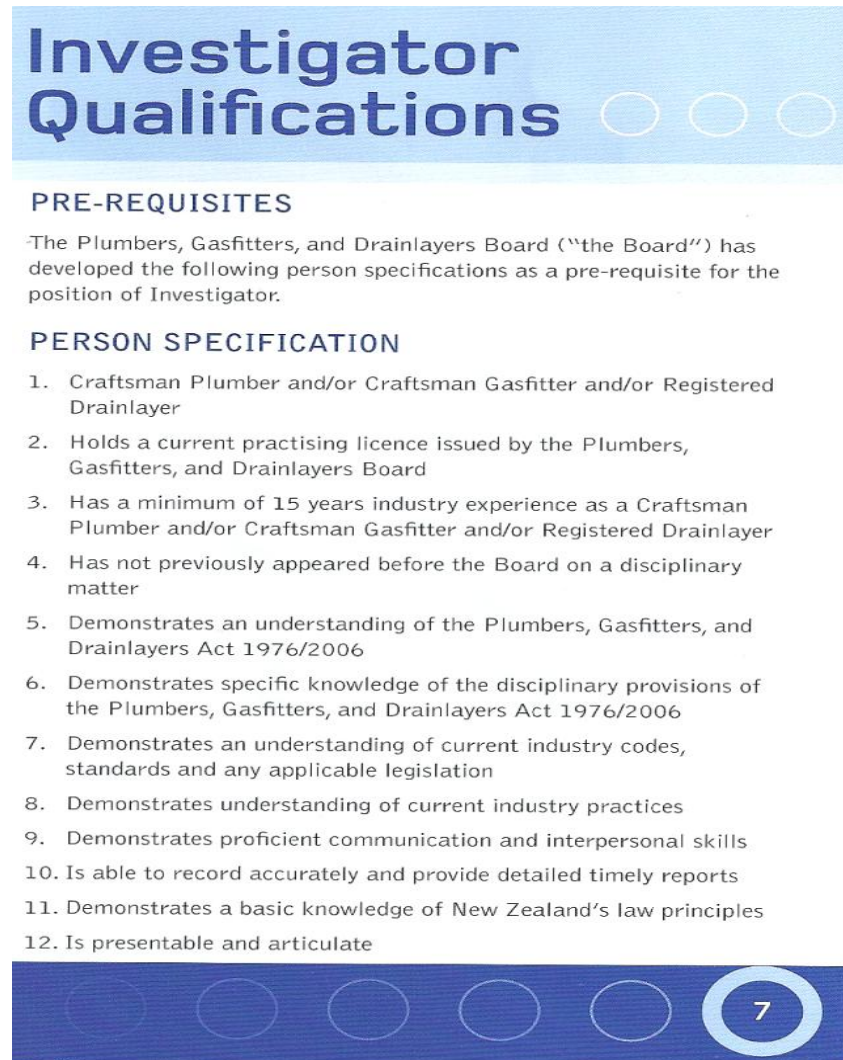 Investigator
Qualifications
PRE-REQUISITES
The Plumbers, Gasfitters, and Drainlayers Board ("the Board") has
developed the following person specifications as a pre-requisite for the
position of Investigator.
PERSON SPECIFICATION
1. Craftsman Plumber and/or Craftsman Gasfitter and/or Registered
Drainlayer
2. Holds a current practising licence issued by the Plumbers,
Gasfitters, and Drainlayers Board
3. Has a minimum of 15 years industry experience as a Craftsman
Plumber and/or Craftsman Gasfitter and/or Registered Drainlayer
4. Has not previously appeared before the Board on a disciplinary
matter
5. Demonstrates an understanding of the Plumbers, Gasfitters, and
Drainlayers Act 1976/2006
6. Demonstrates specific knowledge of the disciplinary provisions of
the Plumbers, Gasfitters, and Drainlayers Act 1976/2006
7. Demonstrates an understanding of current industry codes,
standards and any applicable legislation
8. Demonstrates understanding of current industry practices
9. Demonstrates proficient communication and interpersonal skills
10. Is able to record accurately and provide detailed timely reports
11. Demonstrates a basic knowledge of New Zealand's law principles
12. Is presentable and articulate
7